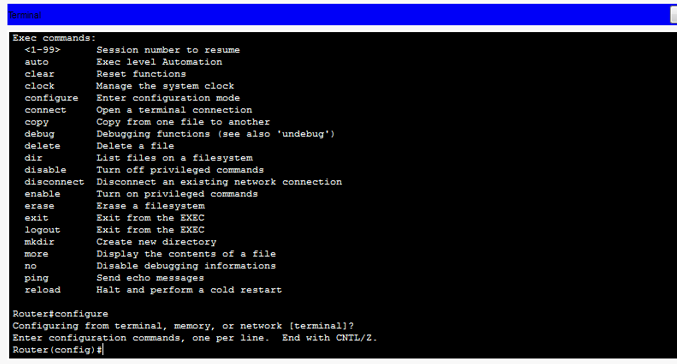 Terminal
Exec commands:
<1-99> Session number to resume
auto Exec level Automation
clear Reset functions
clock Manage the system clock
configure Enter configuration mode
connect Open a terminal connection
copy Copy from one file to another
debug Debugging functions (see also 'undebug')
delete Delete a file
dir List files on a filesystem
disable Turn off privileged commands
disconnect Disconnect an existing network connection
enable Turn on privileged commands
erase Erase a filesystem
exit Exit from the EXEC
logout Exit from the EXEC
mkdir Create new directory
more Display the contents of a file
no Disable debugging informations
ping Send echo messages
reload Halt and perform a cold restart
Router#configure
Configuring from terminal, memory, or network [terminal]?
Enter configuration commands, one per line. End with CNTL/Z.
Router(config)#